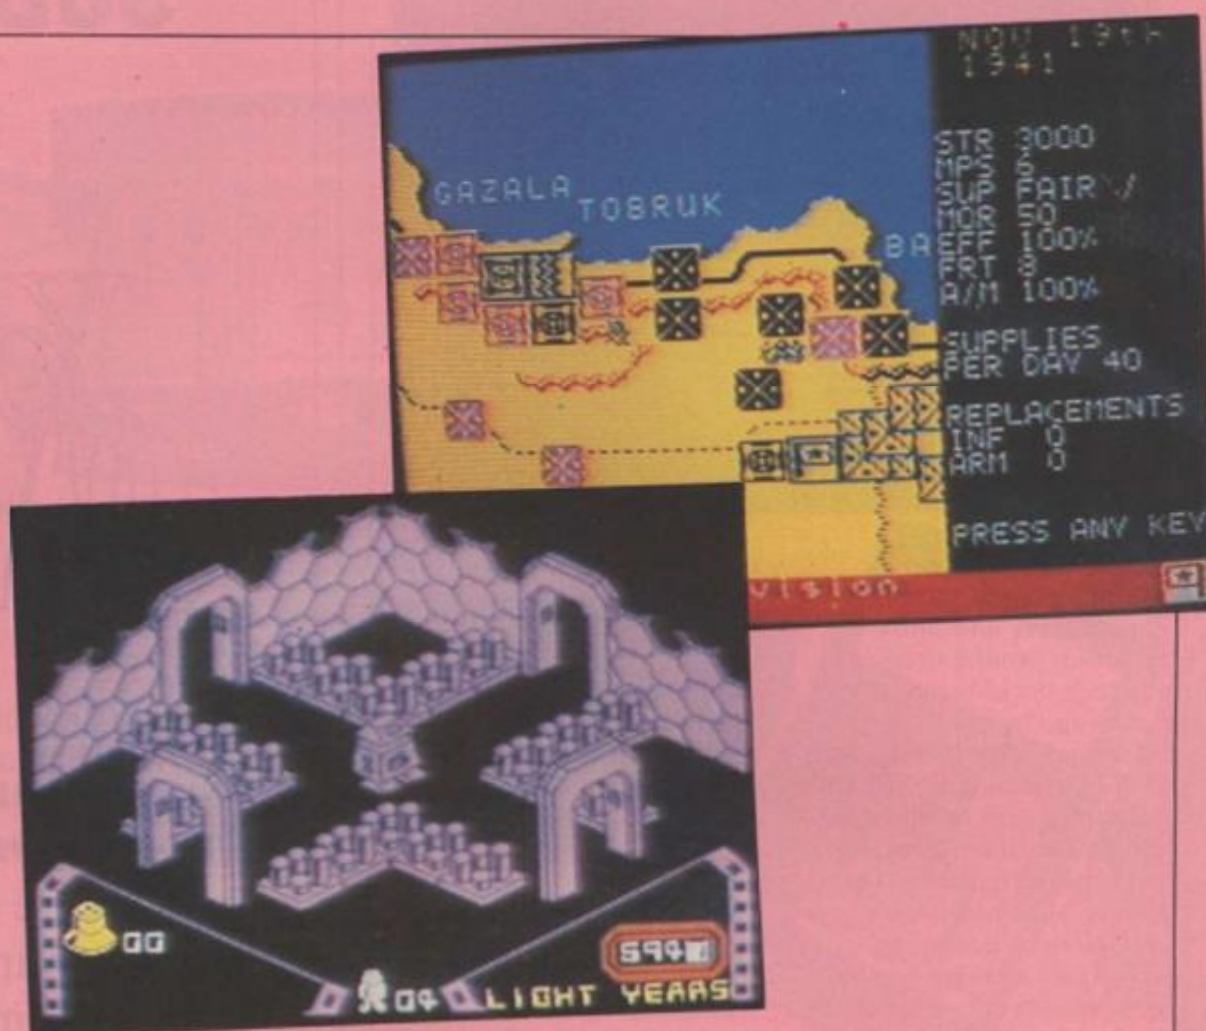 NOV 19th
1941
GAZALA
TOBRUK
BA
STR 3000
MPS 6
SUP FAIR
MOR 50
EFF 100%
FRT 8
A/M 100%
SUPPLIES
PER DAY 40
REPLACEMENTS
INF 0
ARM 0
PRESS ANY KEY
vision
00
04
594
LIGHT YEARS